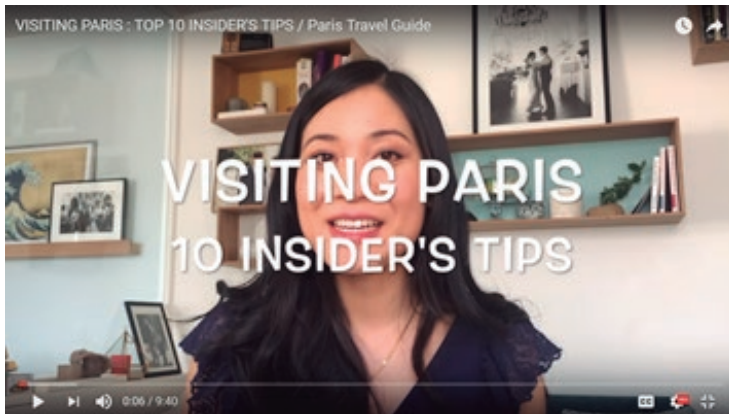 VISITING PARIS : TOP 10 INSIDER'S TIPS / Paris Travel Guide
VISITING PARIS
10 INSIDER'S TIPS
0:06 / 9:40
CC